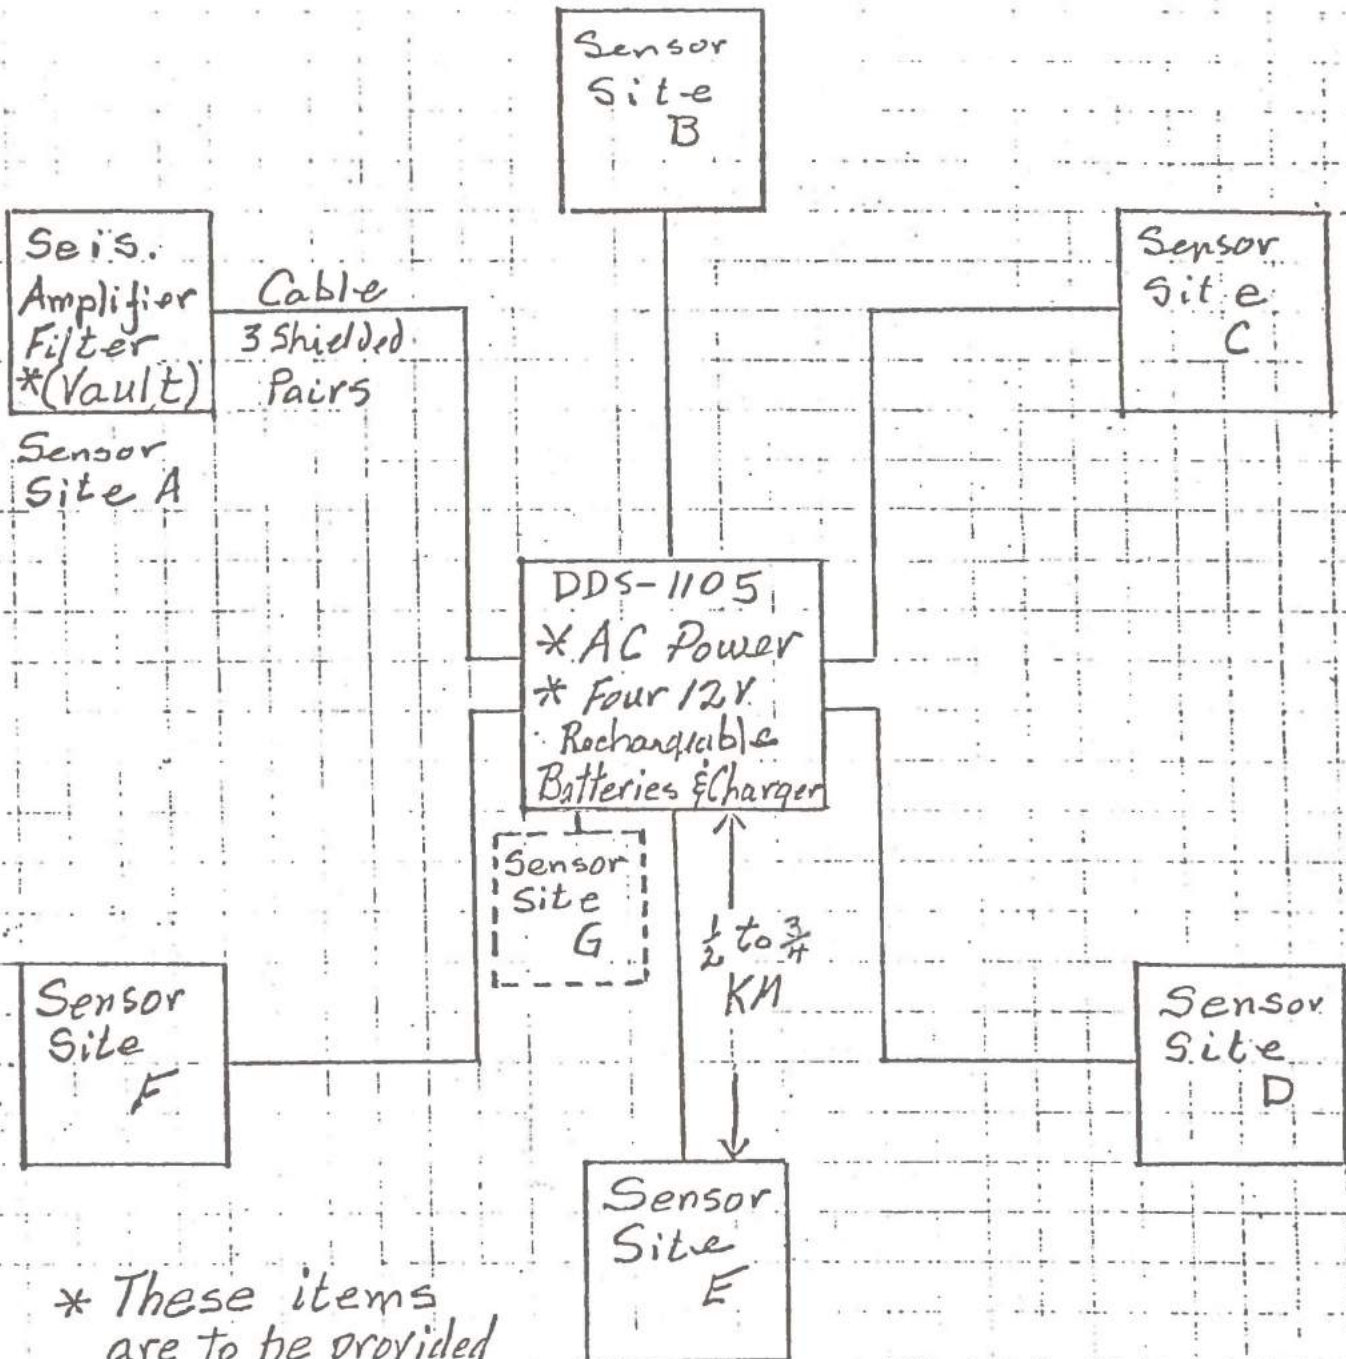 Sensor
Site
B
Seis.
Amplifier
Filter
*(Vault)
Sensor
Site A
Cable
3 Shielded
Pairs
Sensor
Site
C
DDS-1105
* AC Power
* Four 12V.
Rechargable
Batteries & Charger
Sensor
Site
G
1/2 to 3/4
KM
Sensor
Site
F
Sensor
Site
D
Sensor
Site
E
* These items
are to be provided